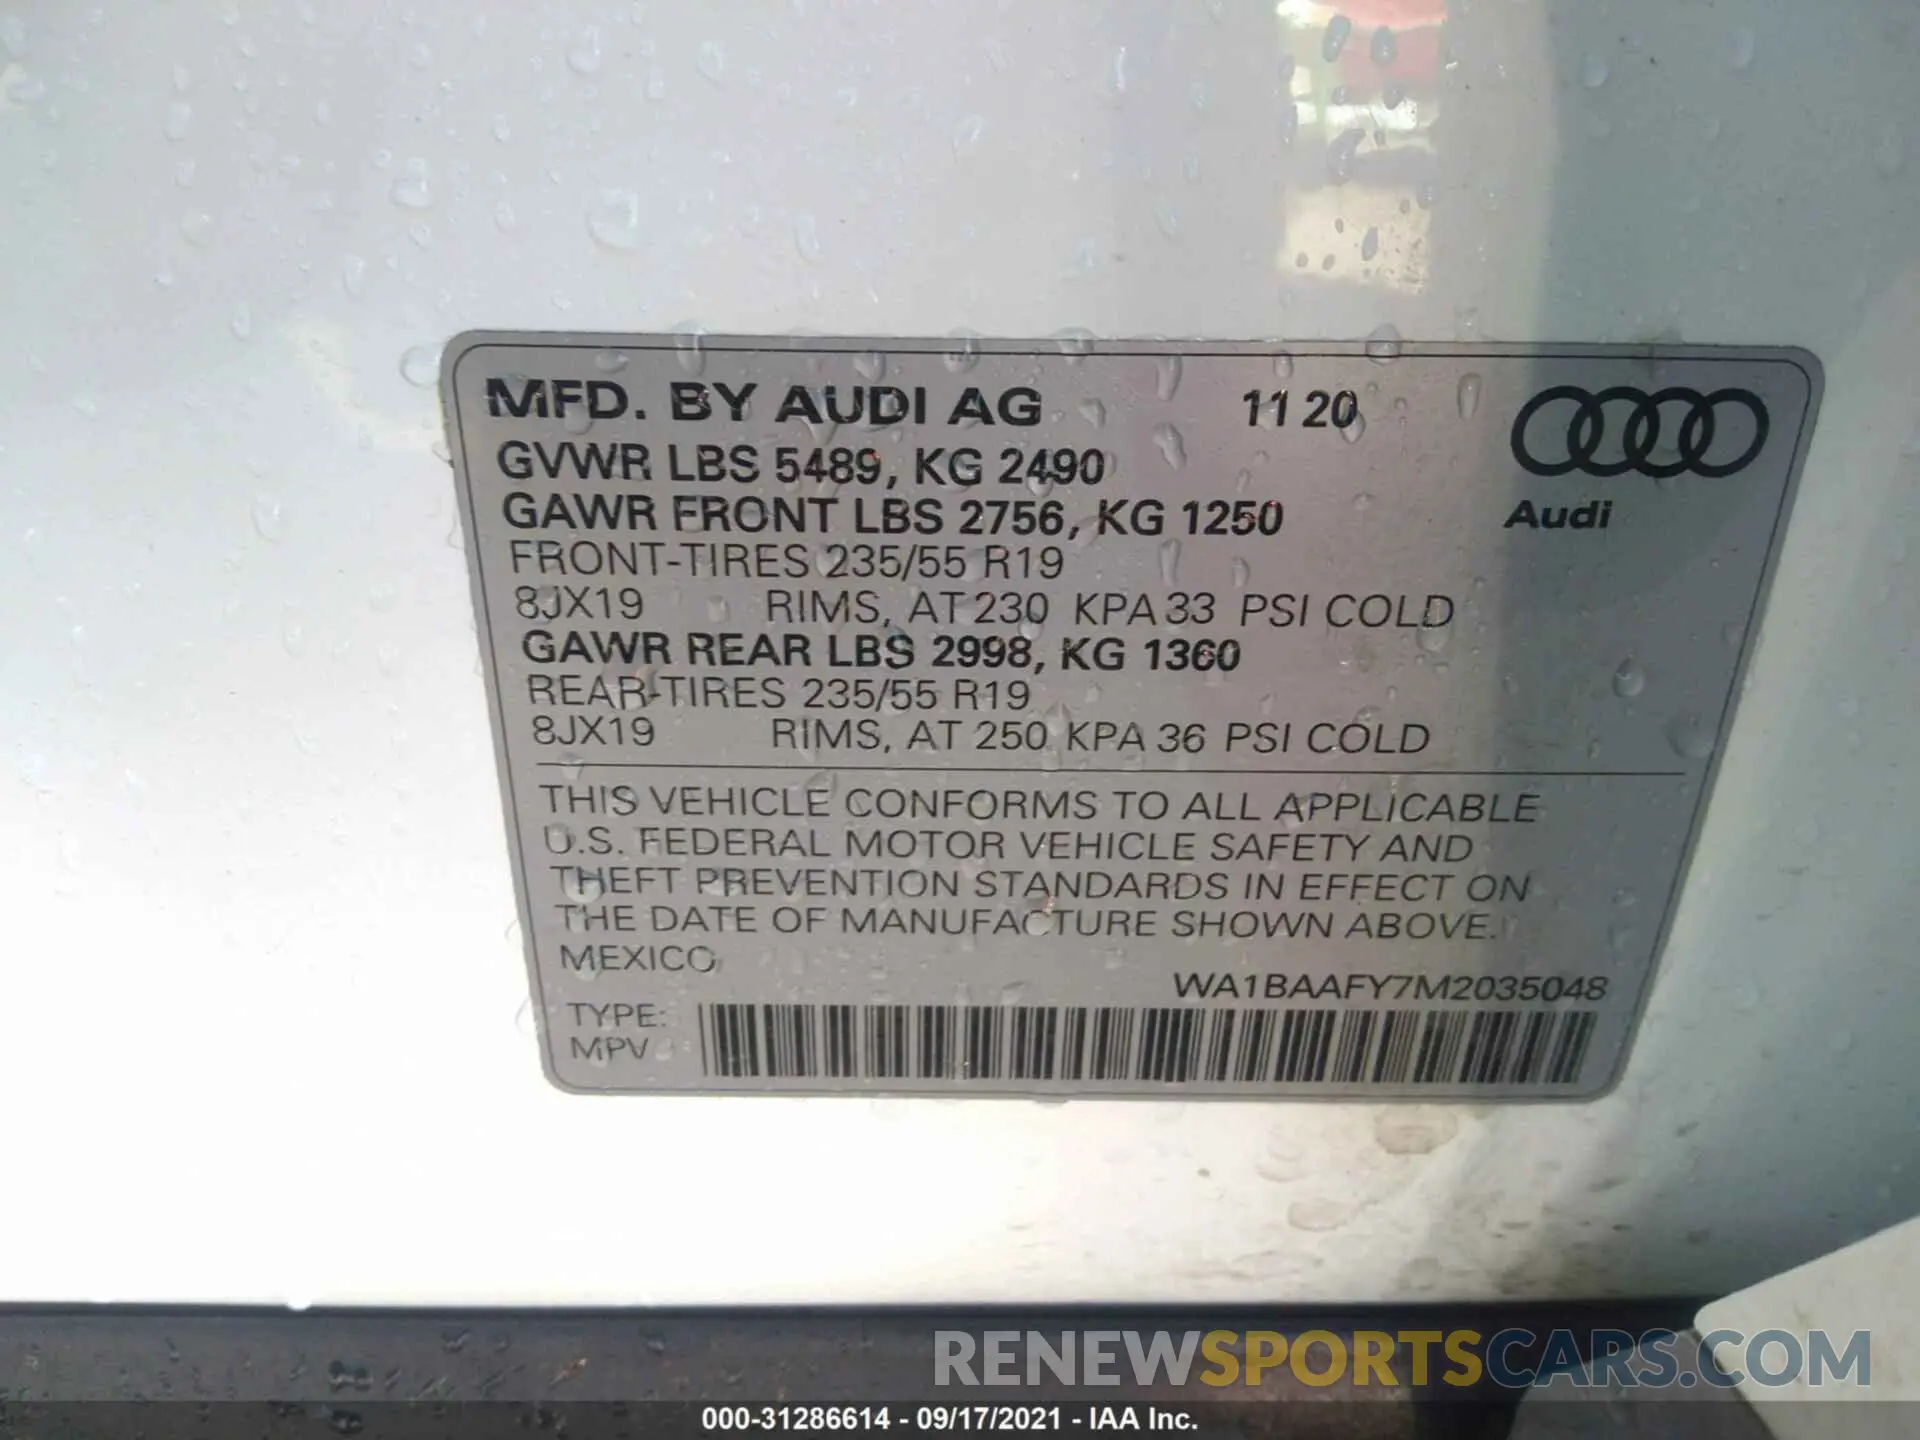 MFD. BY AUDI AG 11 20
GVWR LBS 5489, KG 2490
GAWR FRONT LBS 2756, KG 1250
Audi
FRONT-TIRES 235/55 R19
8JX19 RIMS, AT 230 KPA 33 PSI COLD
GAWR REAR LBS 2998, KG 1360
REAR-TIRES 235/55 R19
8JX19 RIMS, AT 250 KPA 36 PSI COLD
THIS VEHICLE CONFORMS TO ALL APPLICABLE
U.S. FEDERAL MOTOR VEHICLE SAFETY AND
THEFT PREVENTION STANDARDS IN EFFECT ON
THE DATE OF MANUFACTURE SHOWN ABOVE.
MEXICO
WA1BAAFY7M2035048
TYPE:
MPV
RENEWSPORTSCARS.COM
000-31286614 - 09/17/2021 - IAA Inc.